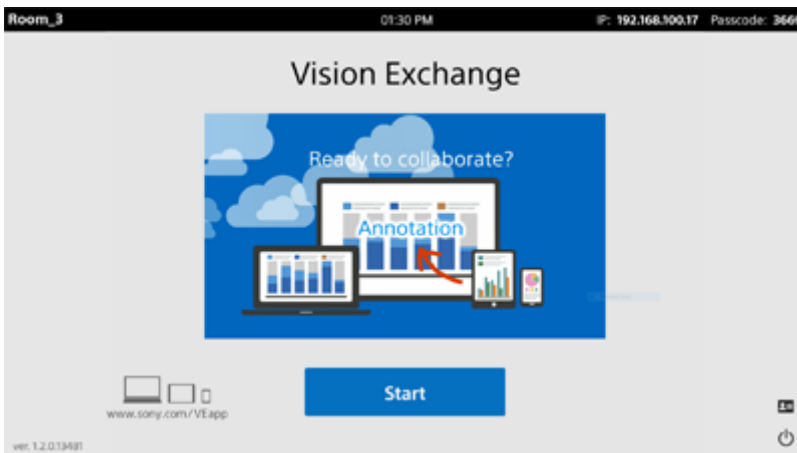 Room_3
01:30 PM
IP: 192.168.100.17 Passcode: 366
Vision Exchange
Ready to collaborate?
Annotation
Start
www.sony.com/VEapp
ver. 1.2.0.13481